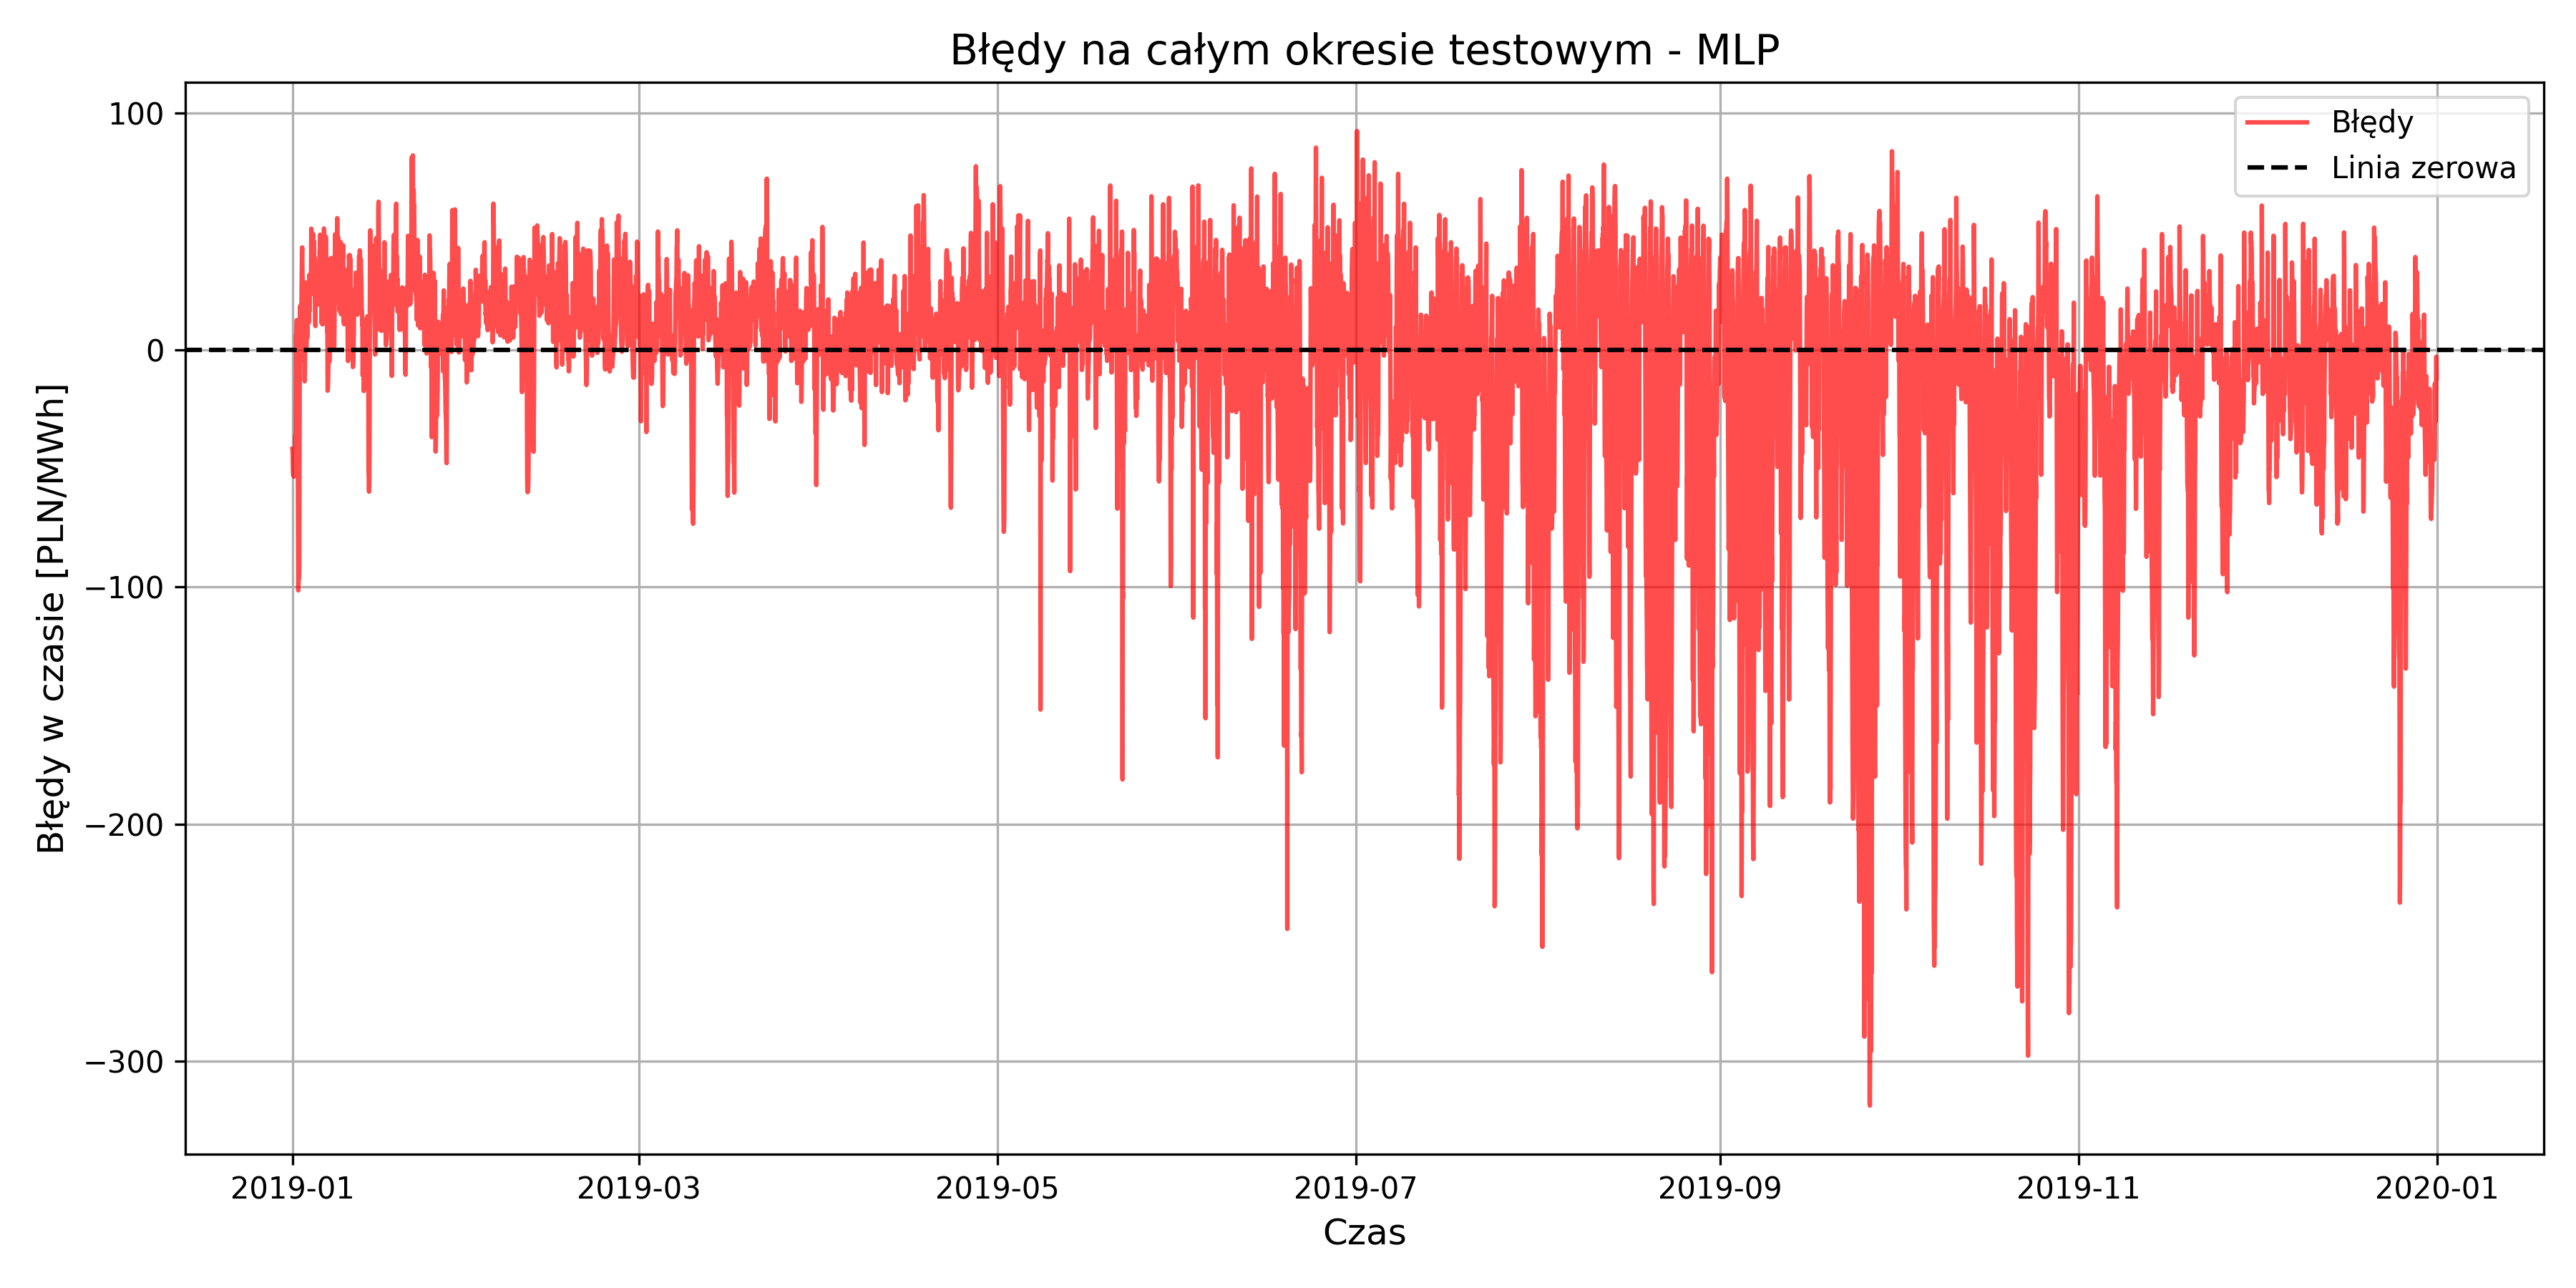 Błędy na całym okresie testowym - MLP
Błędy
Linia zerowa
Błędy w czasie [PLN/MWh]
100
0
−100
−200
−300
2019-01
2019-03
2019-05
2019-07
2019-09
2019-11
2020-01
Czas